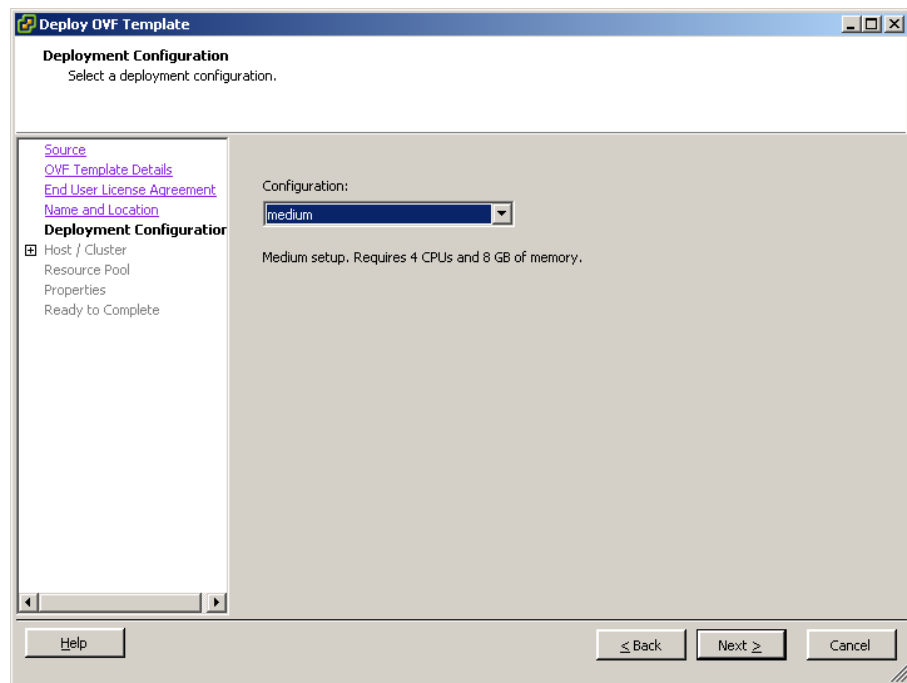 Deploy OVF Template
Deployment Configuration
Select a deployment configuration.
Source
OVF Template Details
End User License Agreement
Name and Location
Deployment Configuration
Host / Cluster
Resource Pool
Properties
Ready to Complete
Configuration:
medium
Medium setup. Requires 4 CPUs and 8 GB of memory.
Help
≤ Back
Next ≥
Cancel